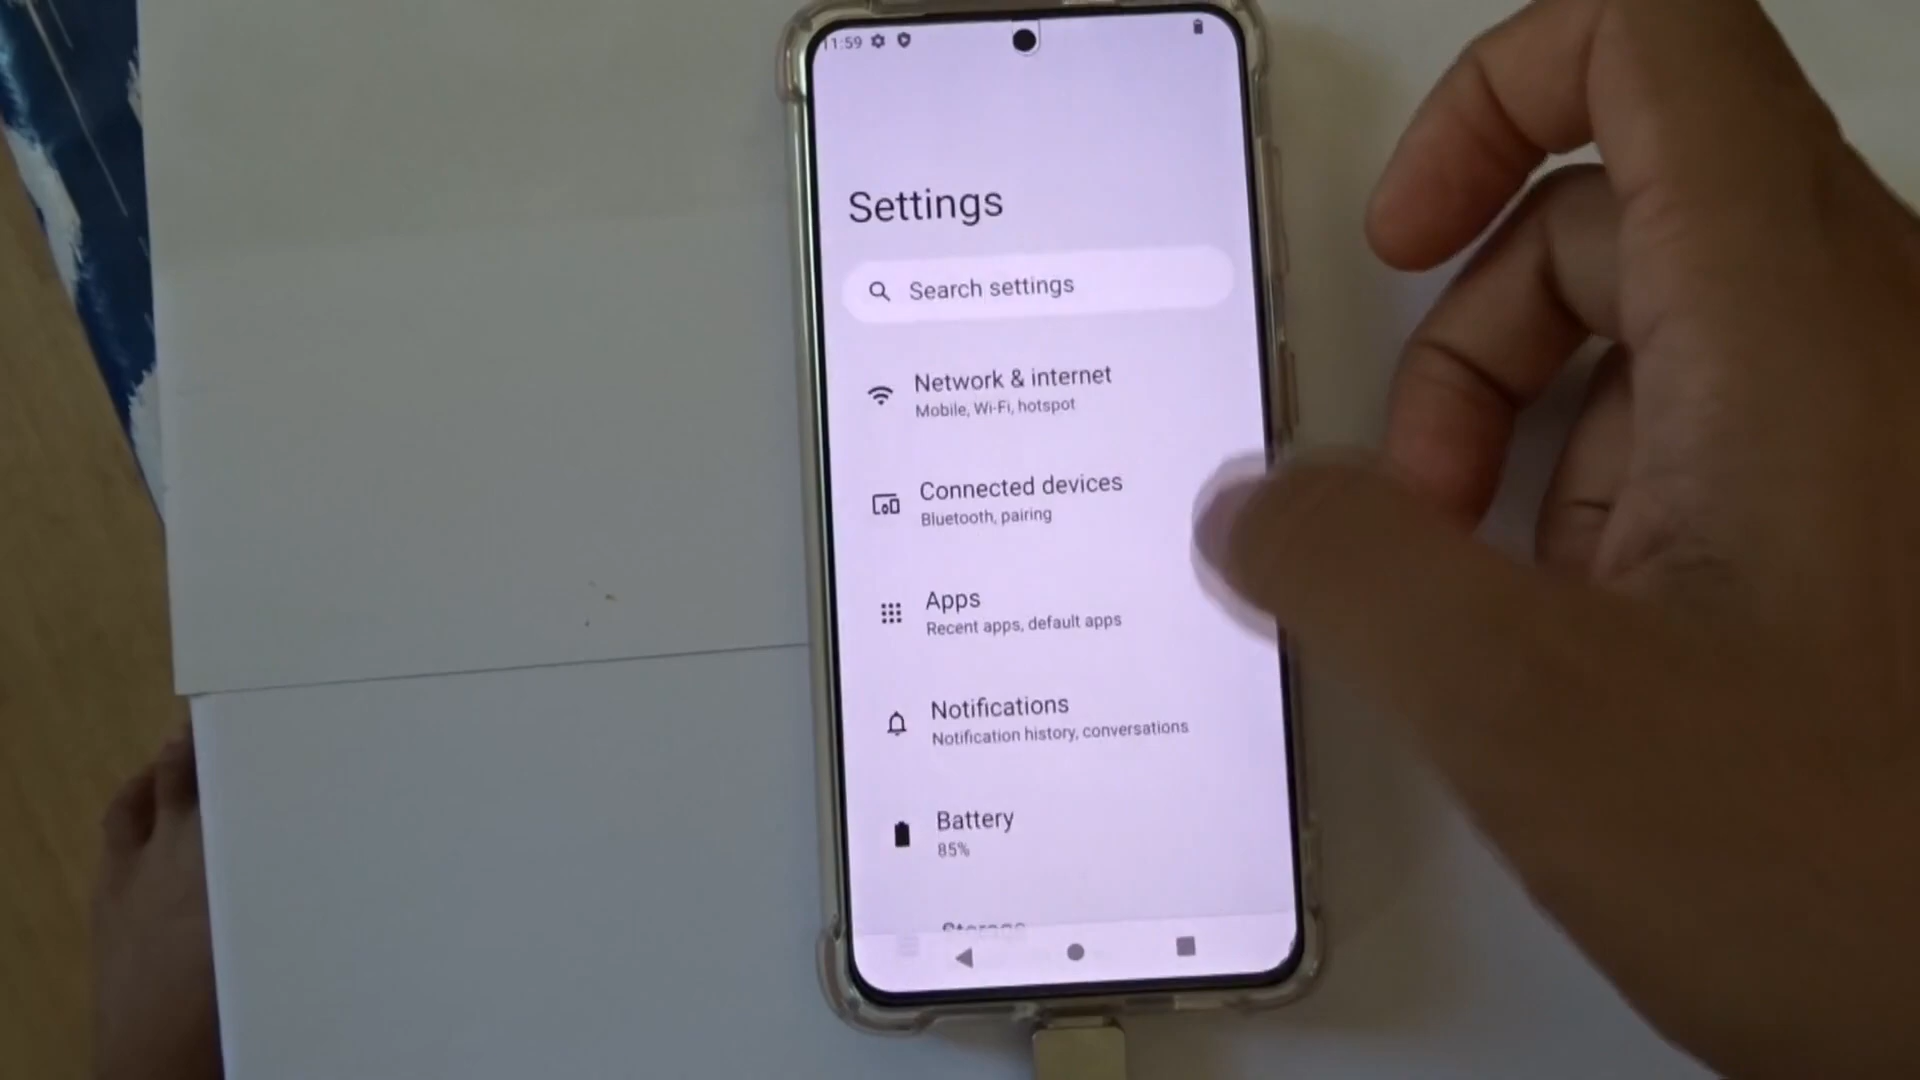 11:59
Settings
Search settings
Network & internet
Mobile, Wi-Fi, hotspot
Connected devices
Bluetooth, pairing
Apps
Recent apps, default apps
Notifications
Notification history, conversations
Battery
85%
Storage